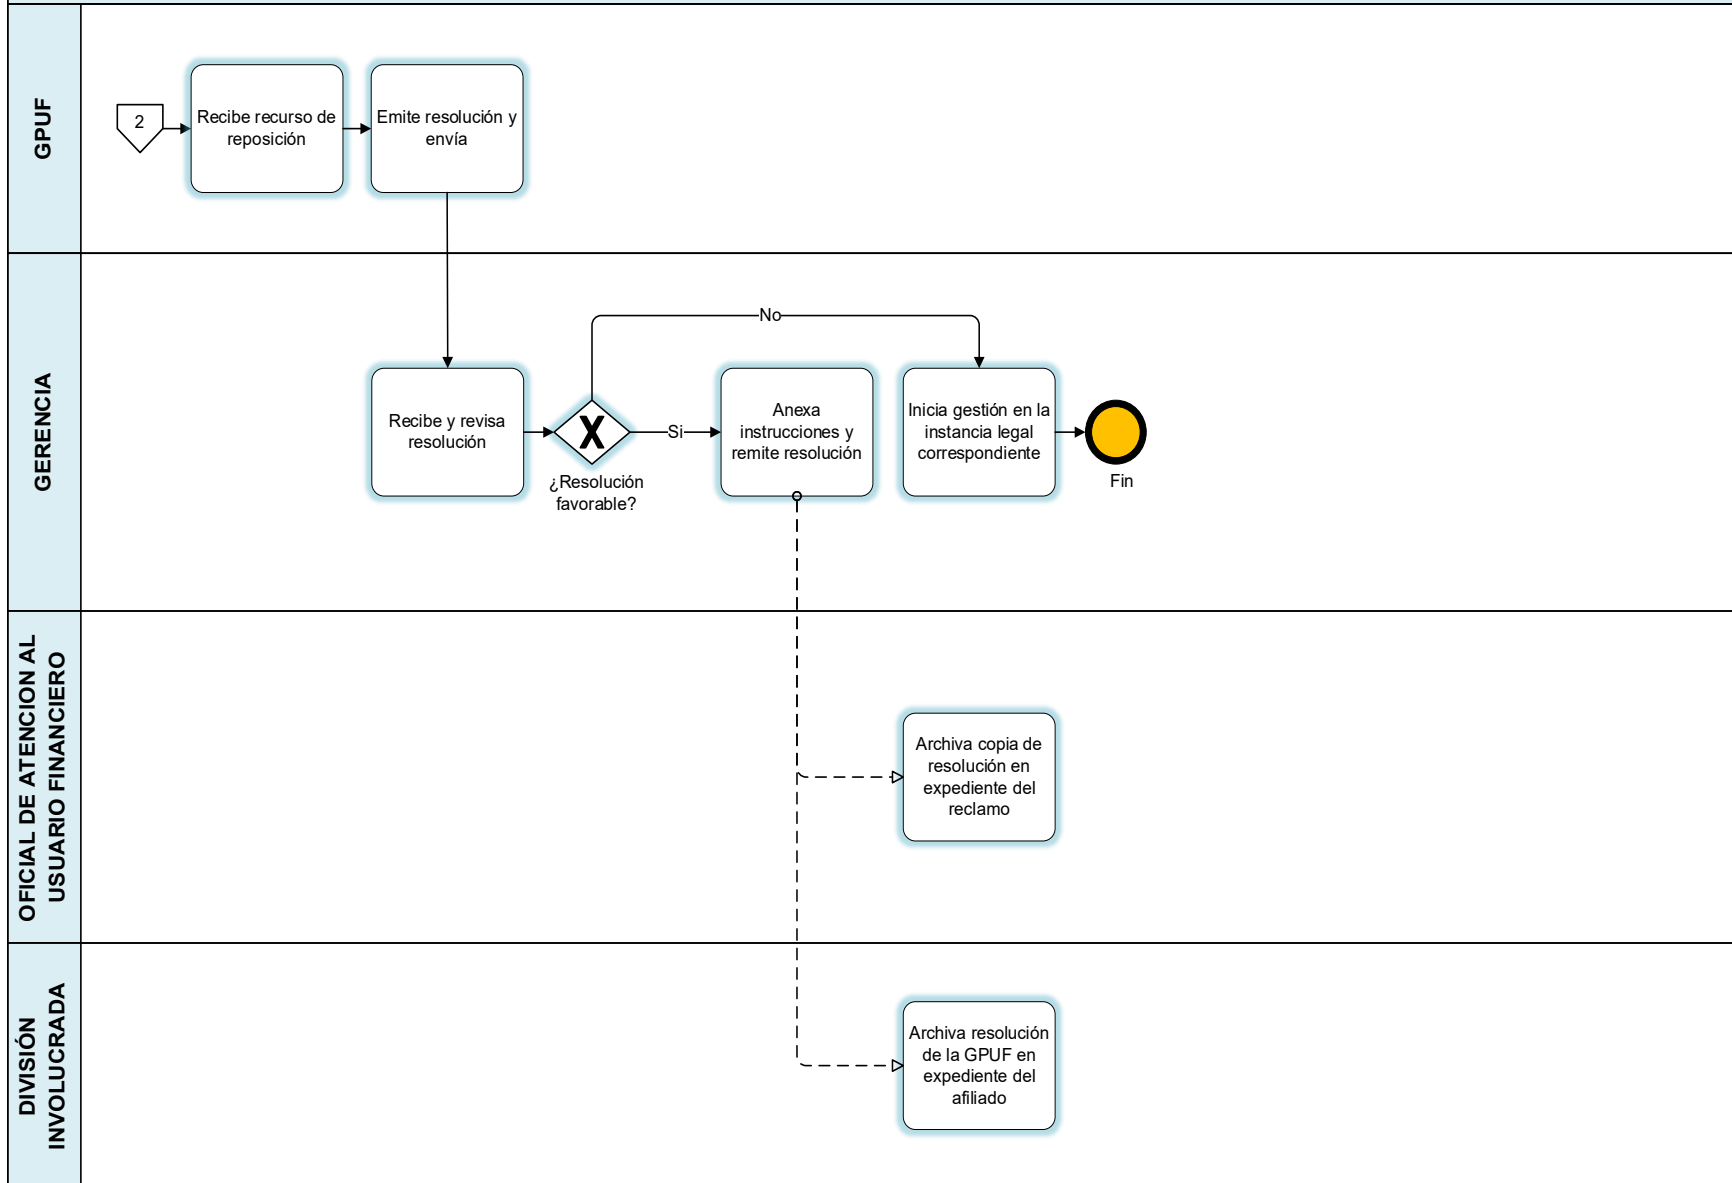 GPUF
2
Recibe recurso de
reposición
Emite resolución y
envía
GERENCIA
No
Recibe y revisa
resolución
¿Resolución
favorable?
Si
Anexa
instrucciones y
remite resolución
Inicia gestión en la
instancia legal
correspondiente
Fin
OFICIAL DE ATENCION AL
USUARIO FINANCIERO
Archiva copia de
resolución en
expediente del
reclamo
DIVISIÓN
INVOLUCRADA
Archiva resolución
de la GPUF en
expediente del
afiliado